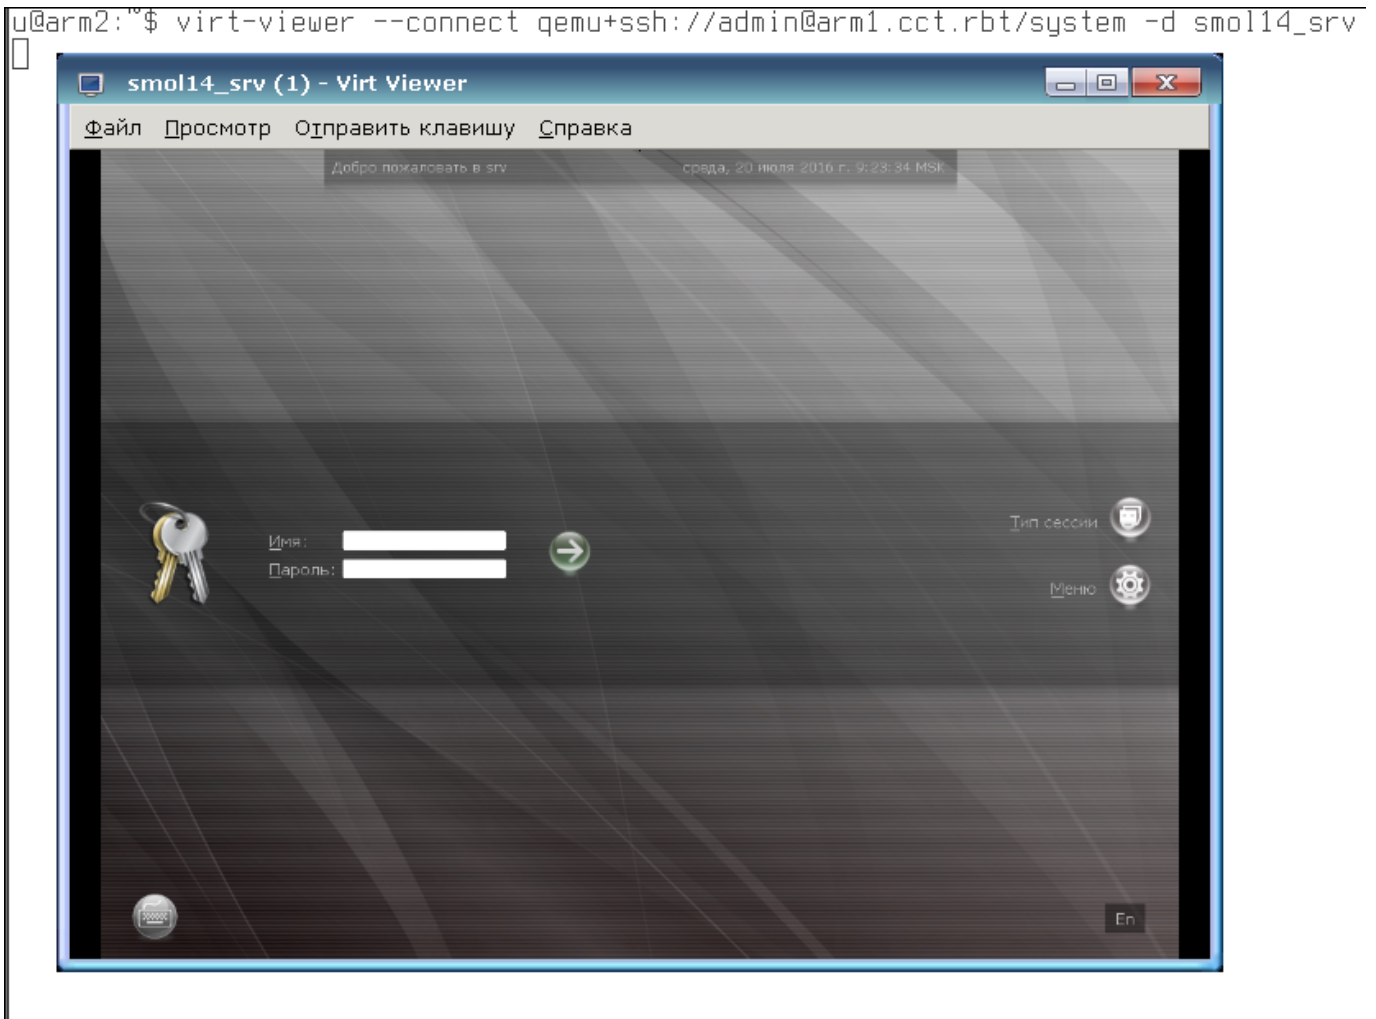 u@arm2:~$ virt-viewer --connect qemu+ssh://admin@arm1.cct.rbt/system -d smol14_srv
smol14_srv (1) - Virt Viewer
Файл Просмотр Отправить клавишу Справка
Добро пожаловать в srv среда, 20 июля 2016 г. 9:23:34 MSK
Тип сессии
Имя:
Пароль:
Меню
En